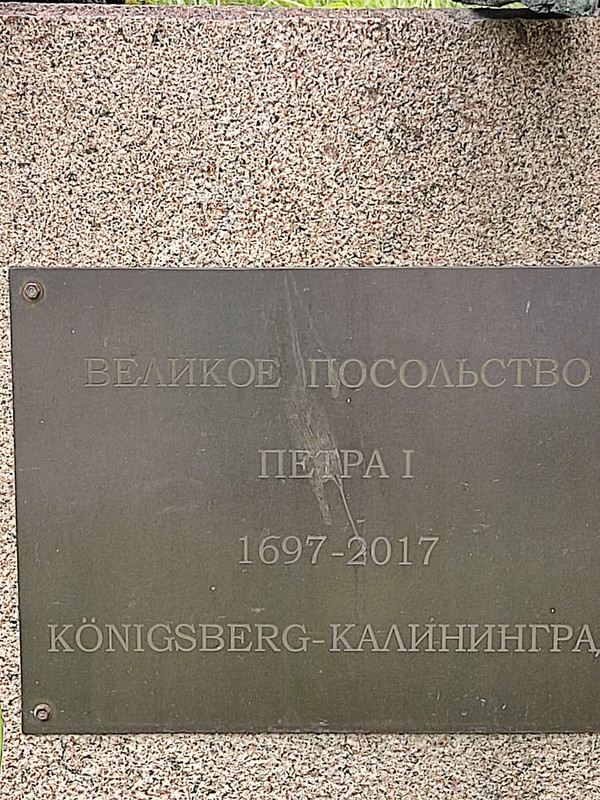 ВЕЛИКОЕ ПОСОЛЬСТВО
ПЕТРА I
1697-2017
KÖNIGSBERG-КАЛИНИНГРАД